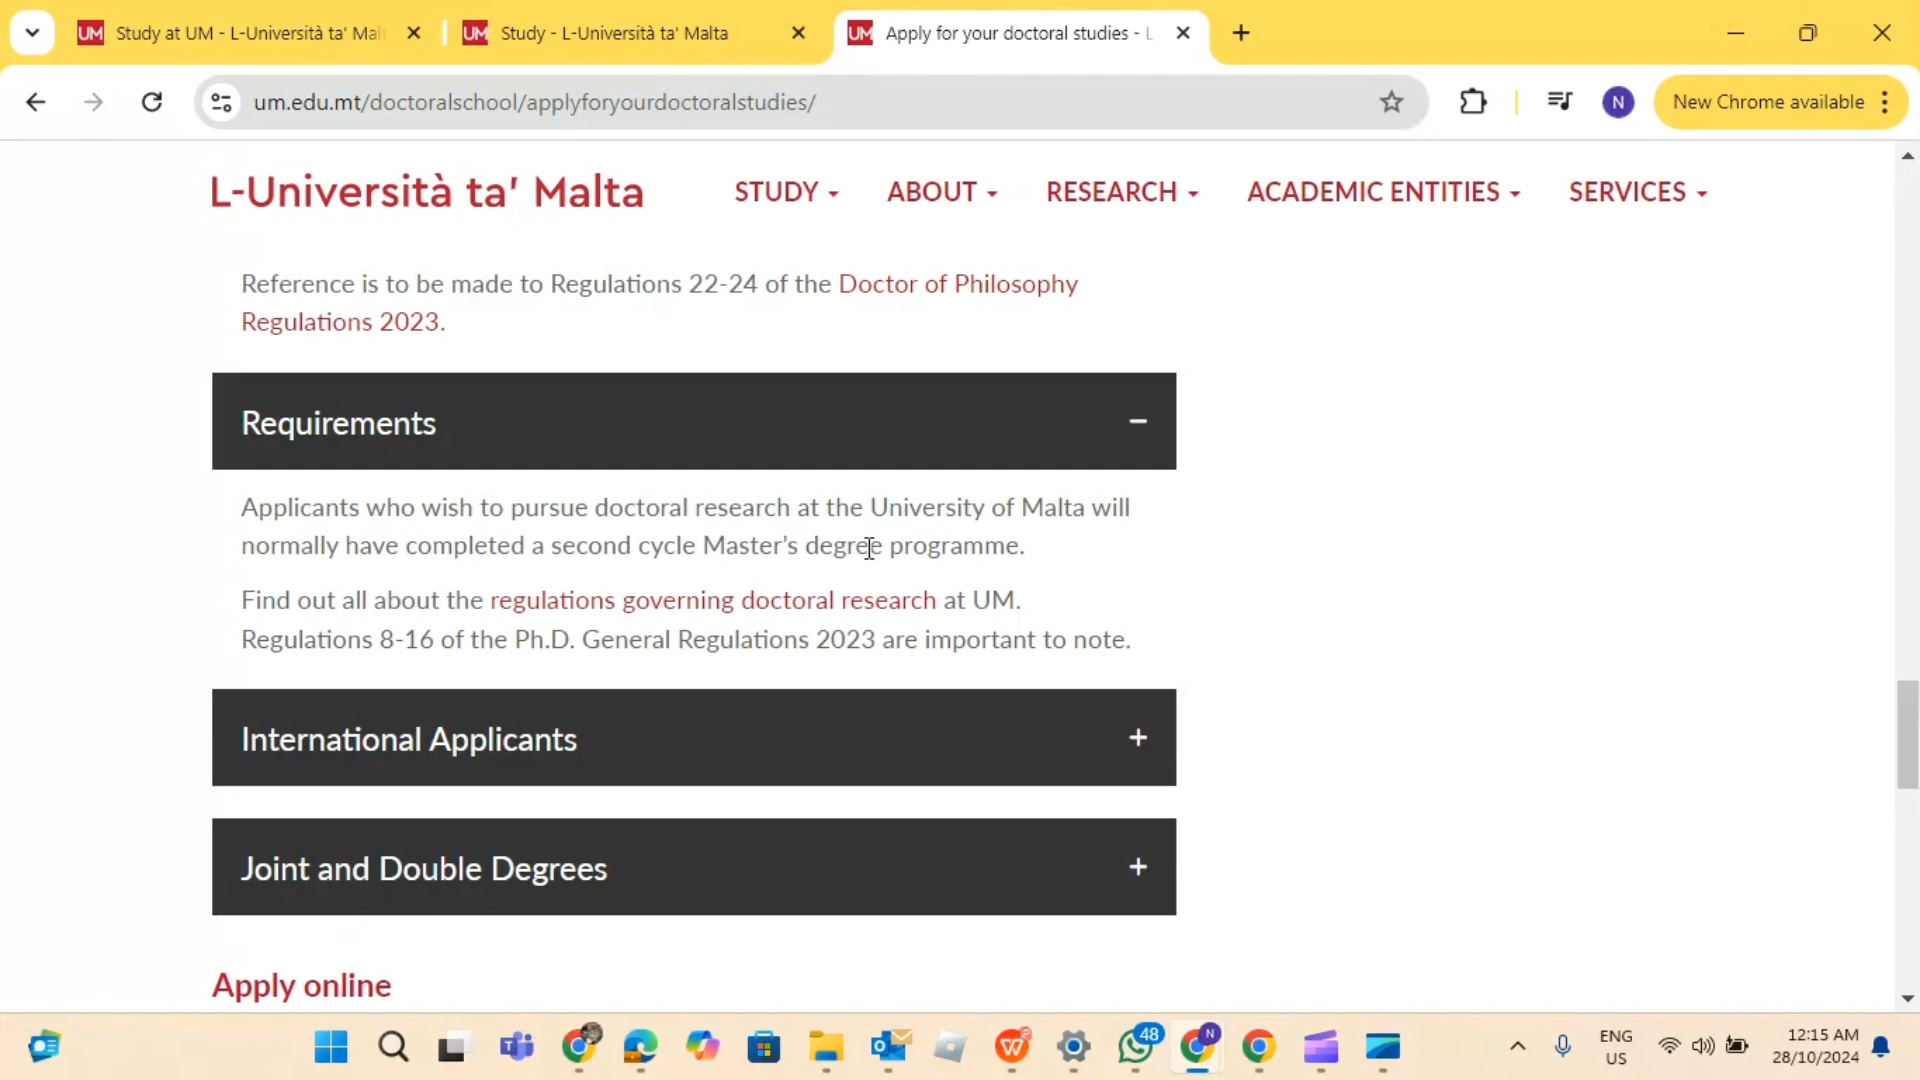 Study at UM - L-Università ta' Mal
Study - L-Università ta' Malta
Apply for your doctoral studies - L
um.edu.mt/doctoralschool/applyforyourdoctoralstudies/
N
New Chrome available
L-Università ta' Malta
STUDY
ABOUT
RESEARCH
ACADEMIC ENTITIES
SERVICES
Reference is to be made to Regulations 22-24 of the Doctor of Philosophy
Regulations 2023.
Requirements
Applicants who wish to pursue doctoral research at the University of Malta will
normally have completed a second cycle Master’s degree programme.
Find out all about the regulations governing doctoral research at UM.
Regulations 8-16 of the Ph.D. General Regulations 2023 are important to note.
International Applicants
Joint and Double Degrees
Apply online
48
N
ENG
US
12:15 AM
28/10/2024